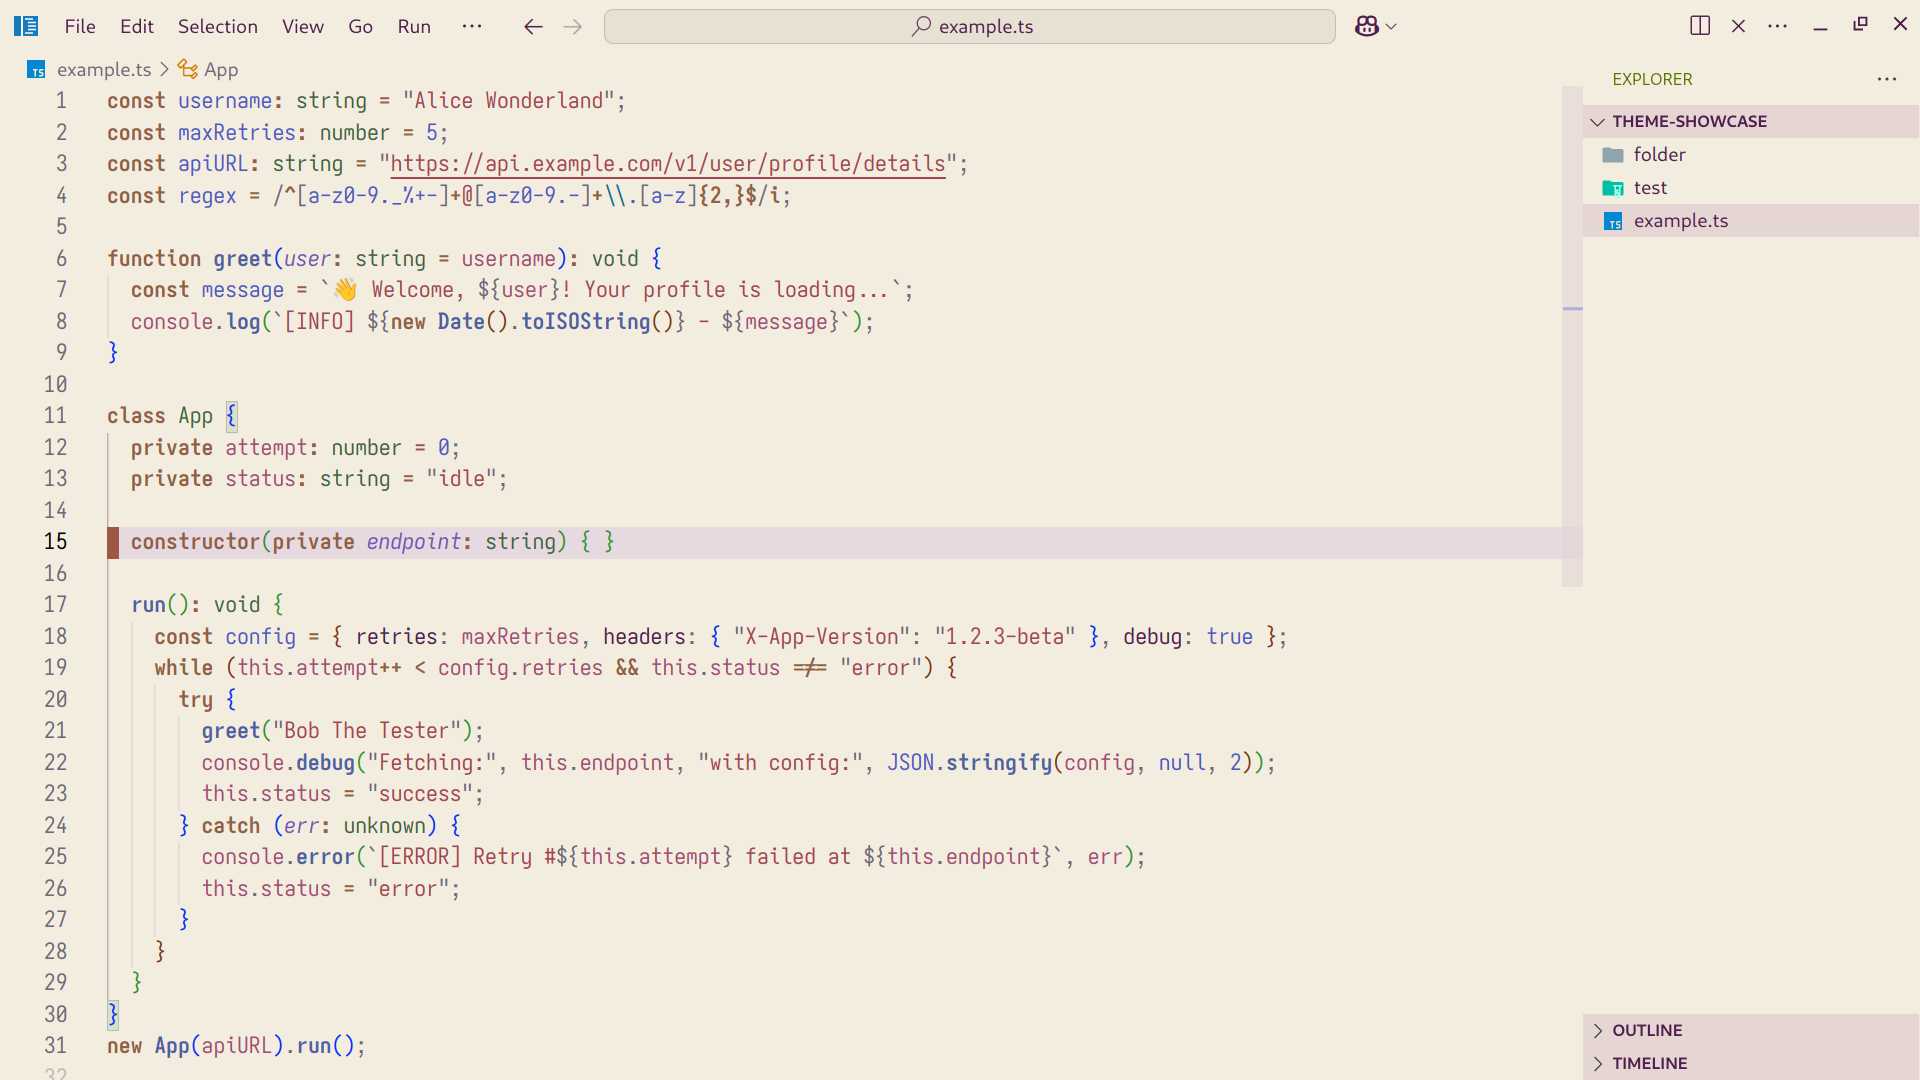 File Edit Selection View Go Run ··· example.ts
example.ts > App
1 const username: string = "Alice Wonderland";
2 const maxRetries: number = 5;
3 const apiURL: string = "https://api.example.com/v1/user/profile/details";
4 const regex = /^[a-z0-9._%+-]+@[a-z0-9.-]+\\.[a-z]{2,}$/i;
5
6 function greet(user: string = username): void {
7 const message = `👋 Welcome, ${user}! Your profile is loading...`;
8 console.log(`[INFO] ${new Date().toISOString()} - ${message}`);
9 }
10
11 class App {
12 private attempt: number = 0;
13 private status: string = "idle";
14
15 constructor(private endpoint: string) { }
16
17 run(): void {
18 const config = { retries: maxRetries, headers: { "X-App-Version": "1.2.3-beta" }, debug: true };
19 while (this.attempt++ < config.retries && this.status !== "error") {
20 try {
21 greet("Bob The Tester");
22 console.debug("Fetching:", this.endpoint, "with config:", JSON.stringify(config, null, 2));
23 this.status = "success";
24 } catch (err: unknown) {
25 console.error(`[ERROR] Retry #${this.attempt} failed at ${this.endpoint}`, err);
26 this.status = "error";
27 }
28 }
29 }
30 }
31 new App(apiURL).run();
32
EXPLORER
THEME-SHOWCASE
folder
test
example.ts
OUTLINE
TIMELINE